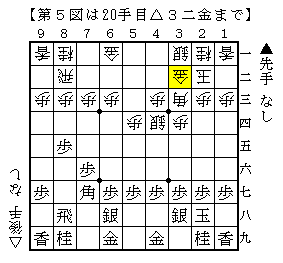 【第５図は20手目△３二金まで】
９ ８ ７ ６ ５ ４ ３ ２ １
香 桂 金 銀 桂 香 一
飛 金 玉 二
歩 歩 歩 歩 角 歩 歩 三
歩 銀 歩 四
歩 五
歩 六
歩 歩 角 歩 歩 歩 歩 歩 歩 七
飛 銀 銀 玉 八
香 桂 金 金 桂 香 九
▲先手 なし
△後手 なし